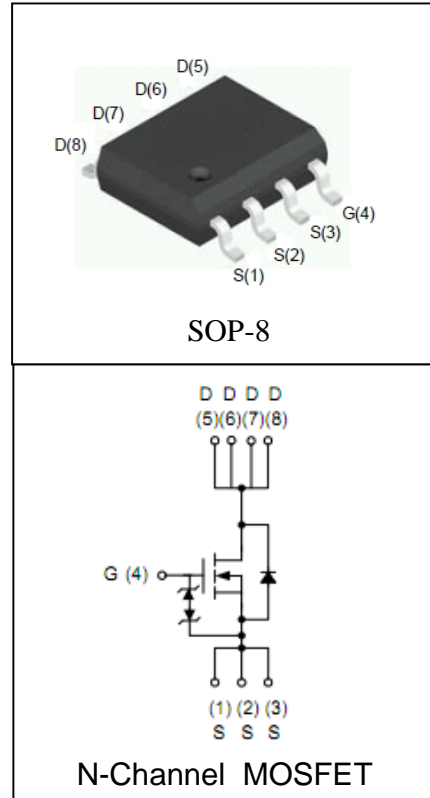 D(5)
D(6)
D(7)
D(8)
G(4)
S(3)
S(2)
S(1)
SOP-8
D D D D
(5)(6)(7)(8)
G (4)
(1) (2) (3)
S S S
N-Channel MOSFET